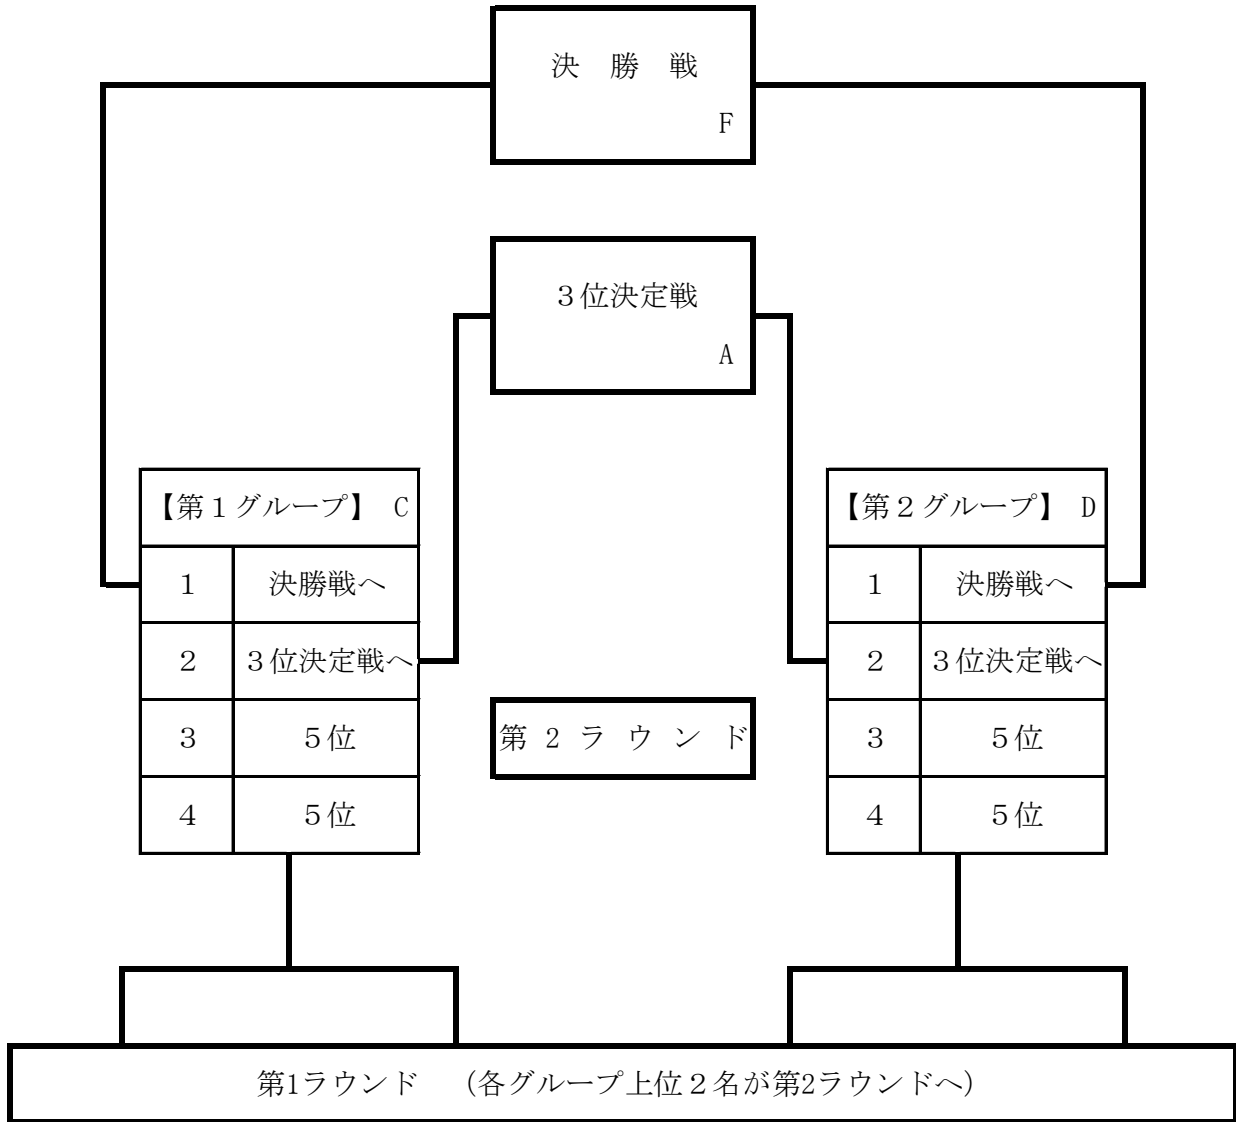 決　勝　戦
F
３位決定戦
A
【第１グループ】 C
1 決勝戦へ
2 ３位決定戦へ
3 ５位
4 ５位
第 2 ラ ウ ン ド
【第２グループ】 D
1 決勝戦へ
2 ３位決定戦へ
3 ５位
4 ５位
第1ラウンド　（各グループ上位２名が第2ラウンドへ）